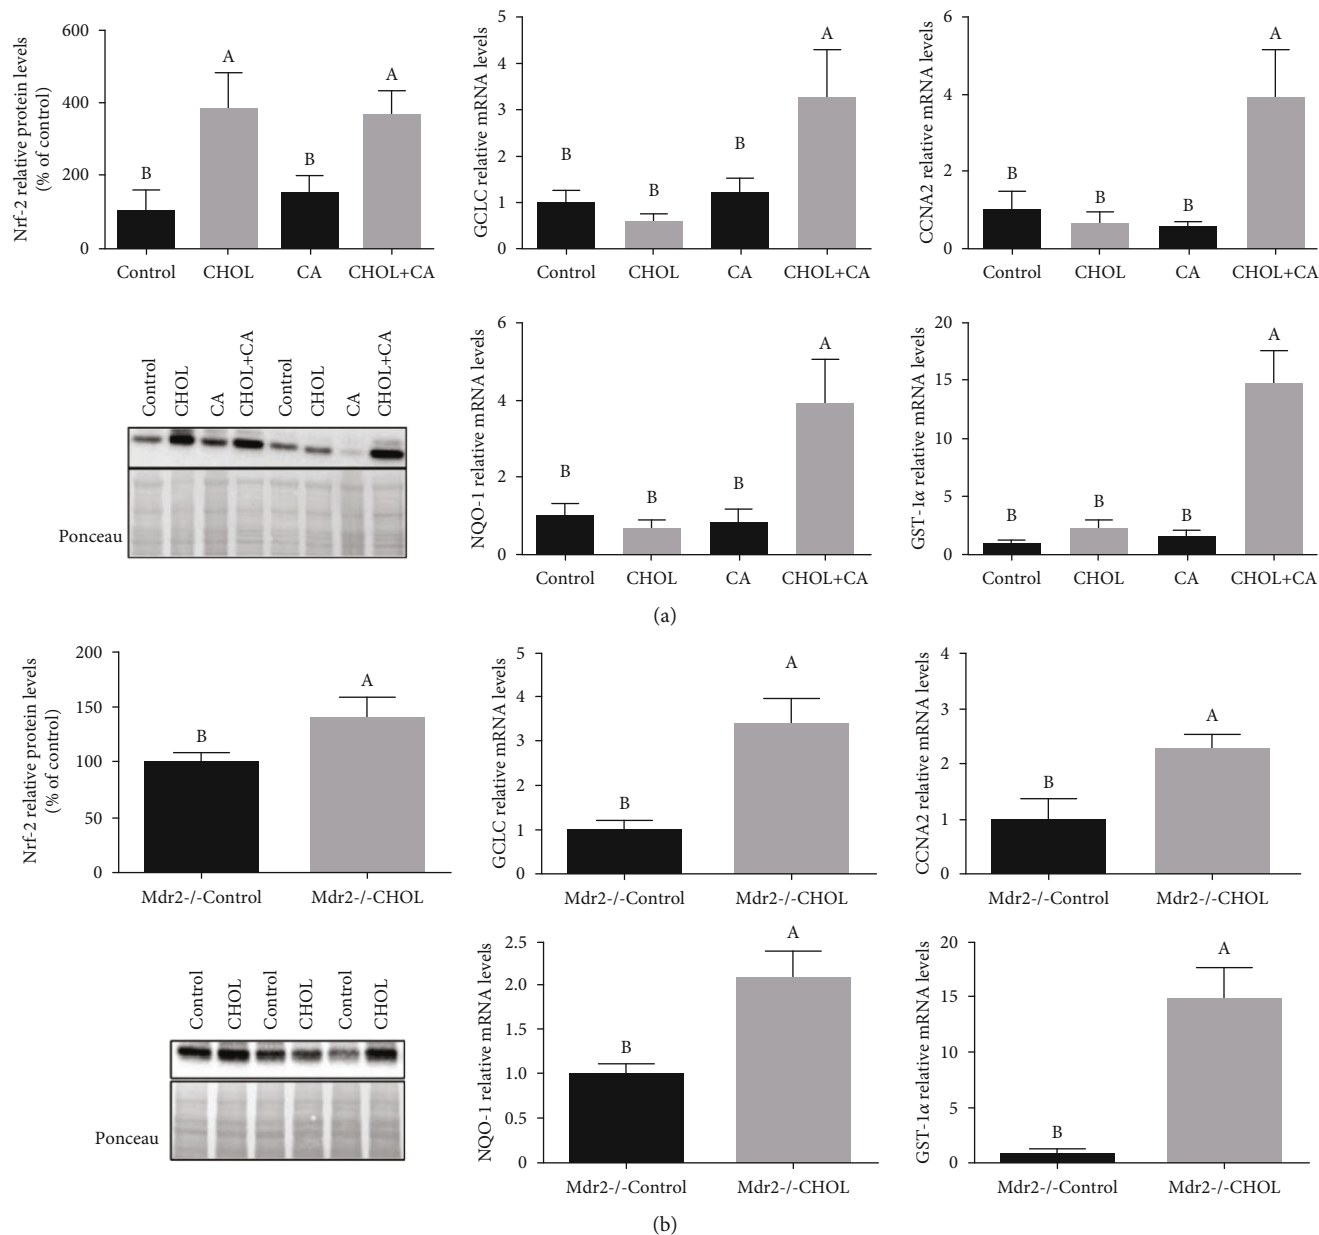 Nrf-2 relative protein levels
(% of control)
600
400
200
0
B
A
B
A
Control
CHOL
CA
CHOL+CA
GCLC relative mRNA levels
5
4
3
2
1
0
B
B
B
A
Control
CHOL
CA
CHOL+CA
CCNA2 relative mRNA levels
6
4
2
0
B
B
B
A
Control
CHOL
CA
CHOL+CA
Control
CHOL
CA
CHOL+CA
Control
CHOL
CA
CHOL+CA
Ponceau
NQO-1 relative mRNA levels
6
4
2
0
B
B
B
A
Control
CHOL
CA
CHOL+CA
GST-1α relative mRNA levels
20
15
10
5
0
B
B
B
A
Control
CHOL
CA
CHOL+CA
(a)
Nrf-2 relative protein levels
(% of control)
200
150
100
50
0
B
A
Mdr2-/-Control
Mdr2-/-CHOL
GCLC relative mRNA levels
5
4
3
2
1
0
B
A
Mdr2-/-Control
Mdr2-/-CHOL
CCNA2 relative mRNA levels
4
3
2
1
0
B
A
Mdr2-/-Control
Mdr2-/-CHOL
Control
CHOL
Control
CHOL
Control
CHOL
Ponceau
NQO-1 relative mRNA levels
2.5
2.0
1.5
1.0
0.5
0
B
A
Mdr2-/-Control
Mdr2-/-CHOL
GST-1α relative mRNA levels
20
15
10
5
0
B
A
Mdr2-/-Control
Mdr2-/-CHOL
(b)